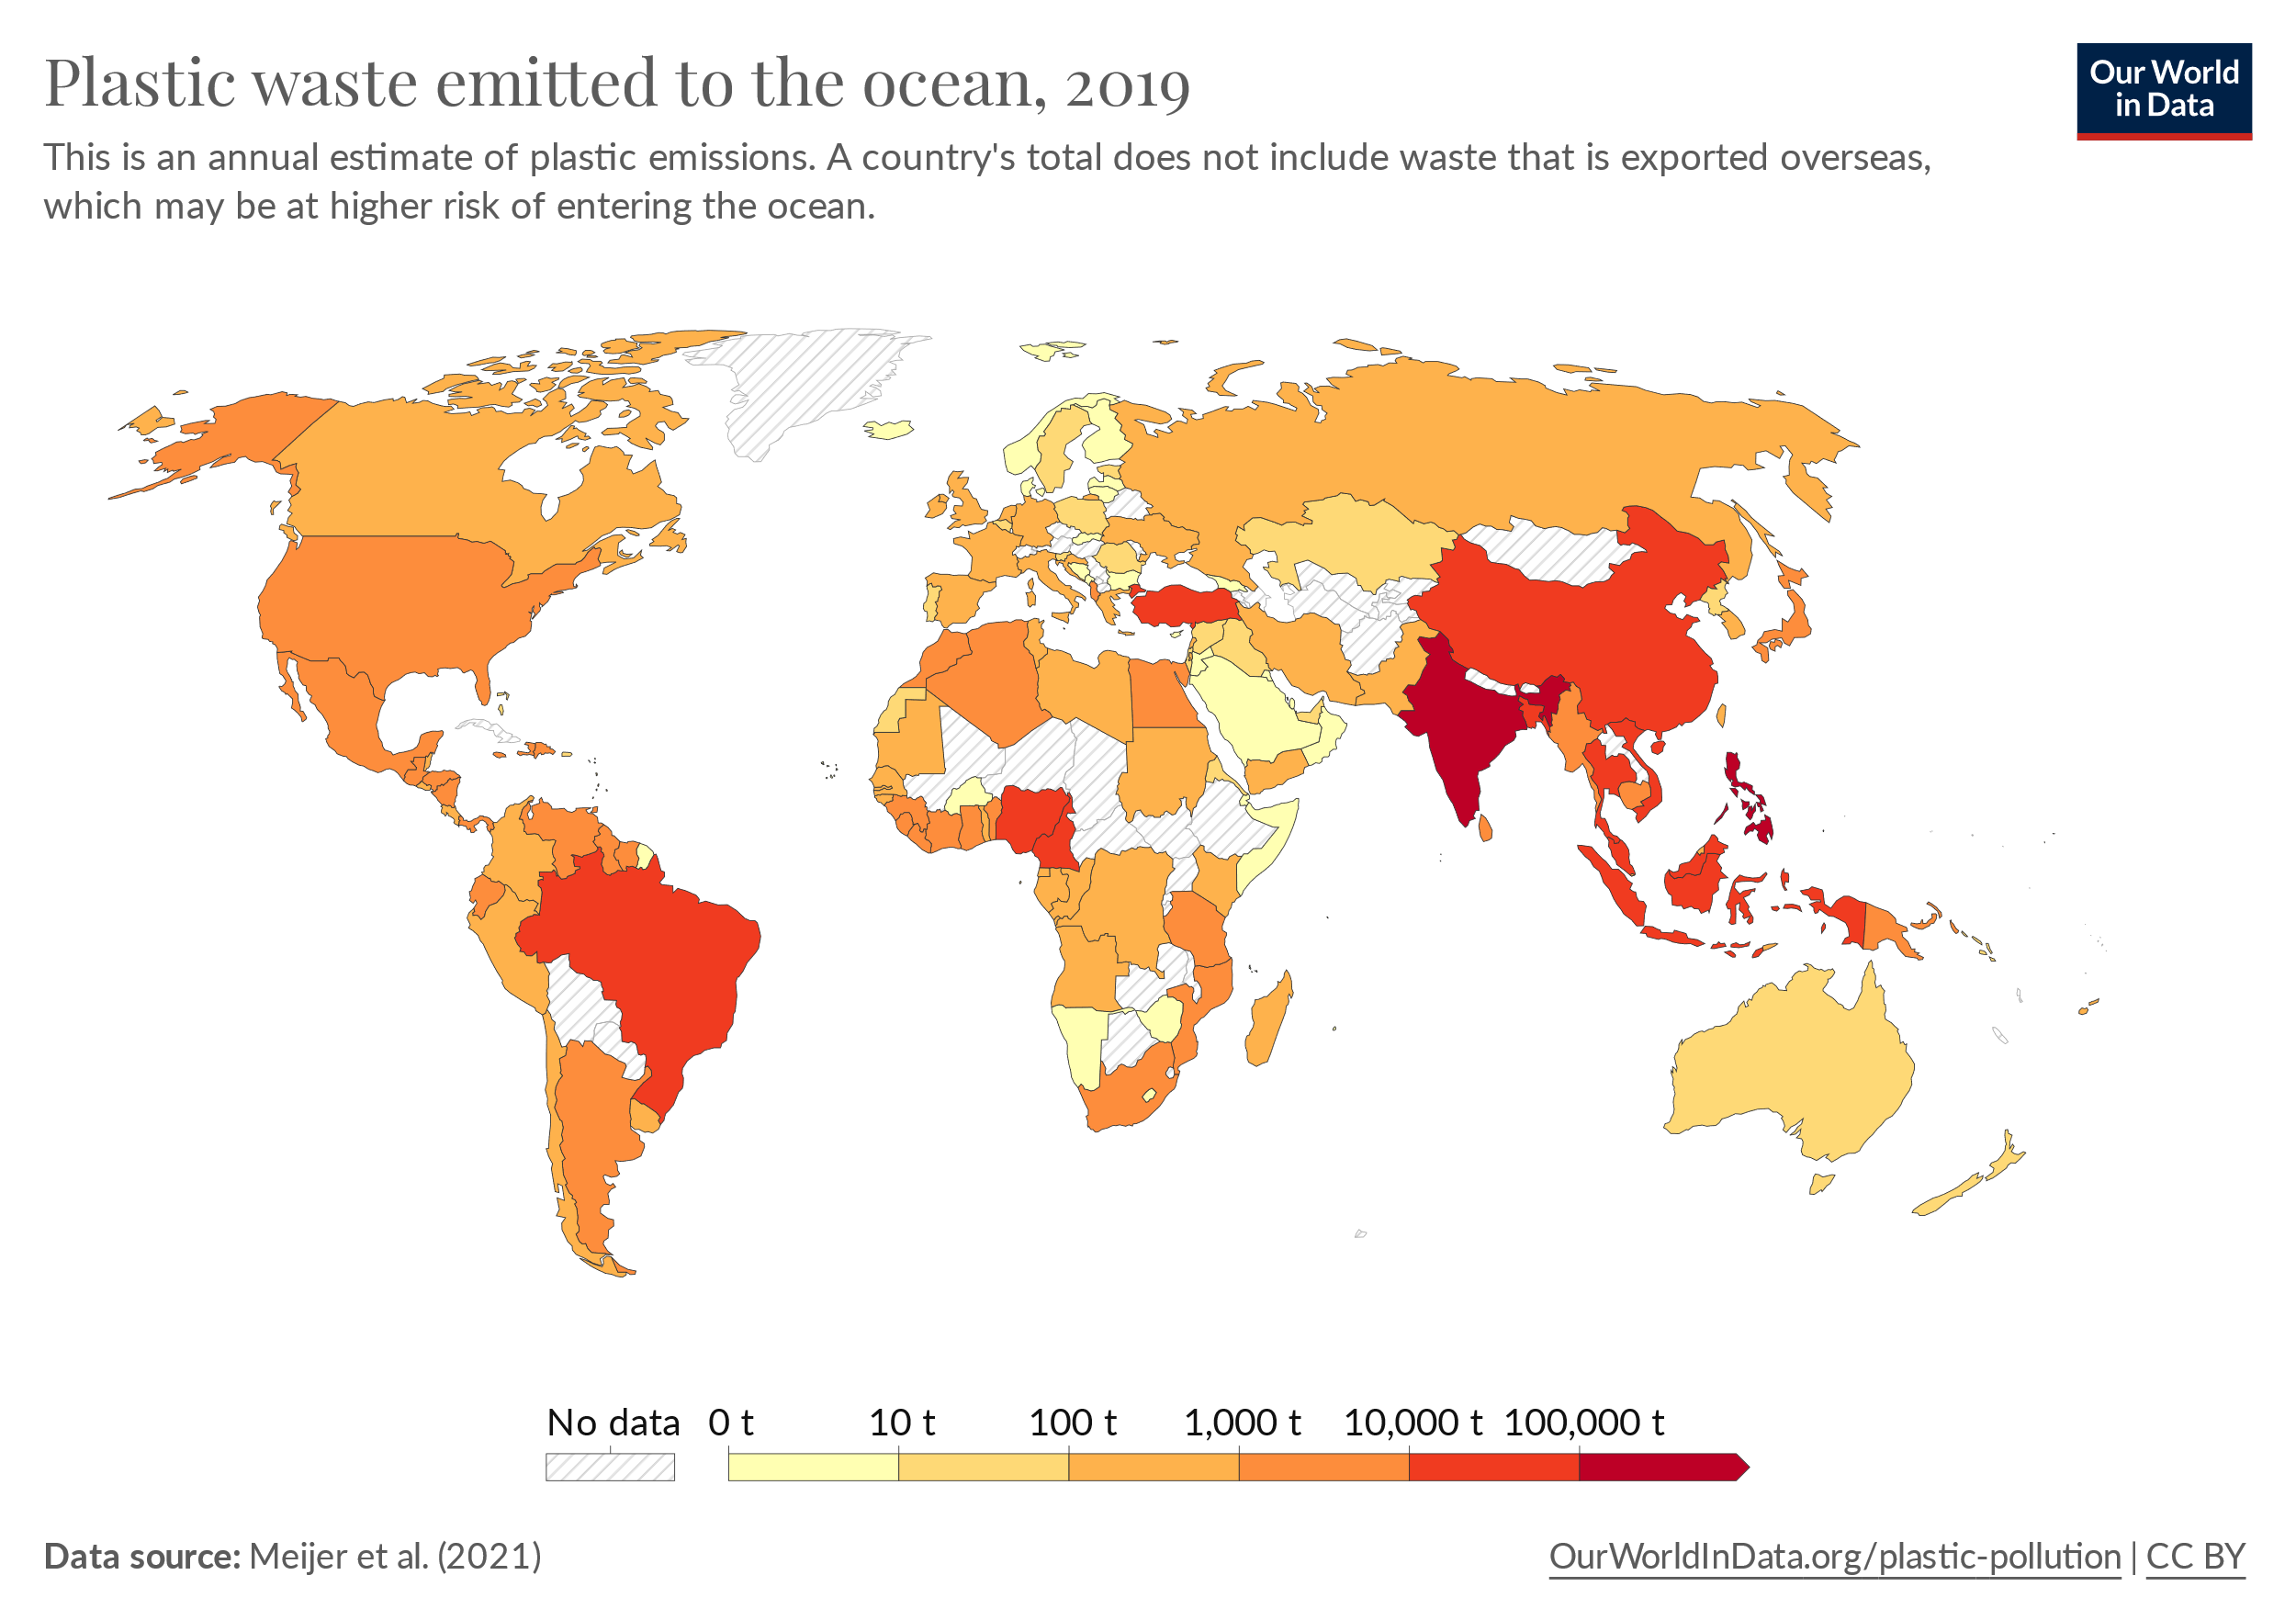 Plastic waste emitted to the ocean, 2019
Our World
in Data
This is an annual estimate of plastic emissions. A country's total does not include waste that is exported overseas,
which may be at higher risk of entering the ocean.
No data 0 t 10 t 100 t 1,000 t 10,000 t 100,000 t
Data source: Meijer et al. (2021)
OurWorldInData.org/plastic-pollution | CC BY